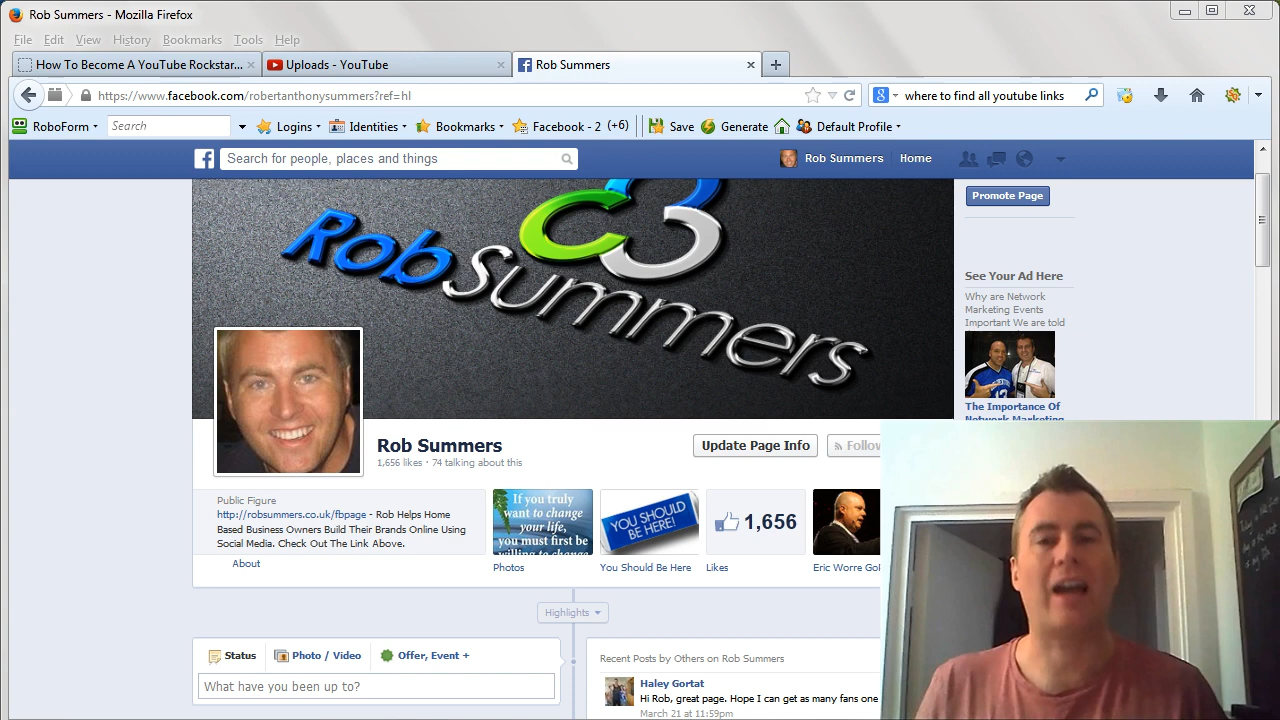 Rob Summers - Mozilla Firefox
File Edit View History Bookmarks Tools Help
How To Become A YouTube Rockstar...
Uploads - YouTube
Rob Summers
https://www.facebook.com/robertanthonysummers?ref=hl
where to find all youtube links
RoboForm Search Logins Identities Bookmarks Facebook - 2 (+6) Save Generate Default Profile
Search for people, places and things
Rob Summers Home
Rob Summers
Promote Page
See Your Ad Here
Why are Network
Marketing Events
Important We are told
The Importance Of
Network Marketing
Rob Summers
1,656 likes · 74 talking about this
Update Page Info
Follow
Public Figure
http://robsummers.co.uk/fbpage - Rob Helps Home
Based Business Owners Build Their Brands Online Using
Social Media. Check Out The Link Above.
About
If you truly
want to change
your life,
you must first be
willing to change
Photos
YOU SHOULD
BE HERE!
You Should Be Here
1,656
Likes
Eric Worre Gol
Highlights
Status
Photo / Video
Offer, Event +
What have you been up to?
Recent Posts by Others on Rob Summers
Haley Gortat
Hi Rob, great page. Hope I can get as many fans one
March 21 at 11:59pm